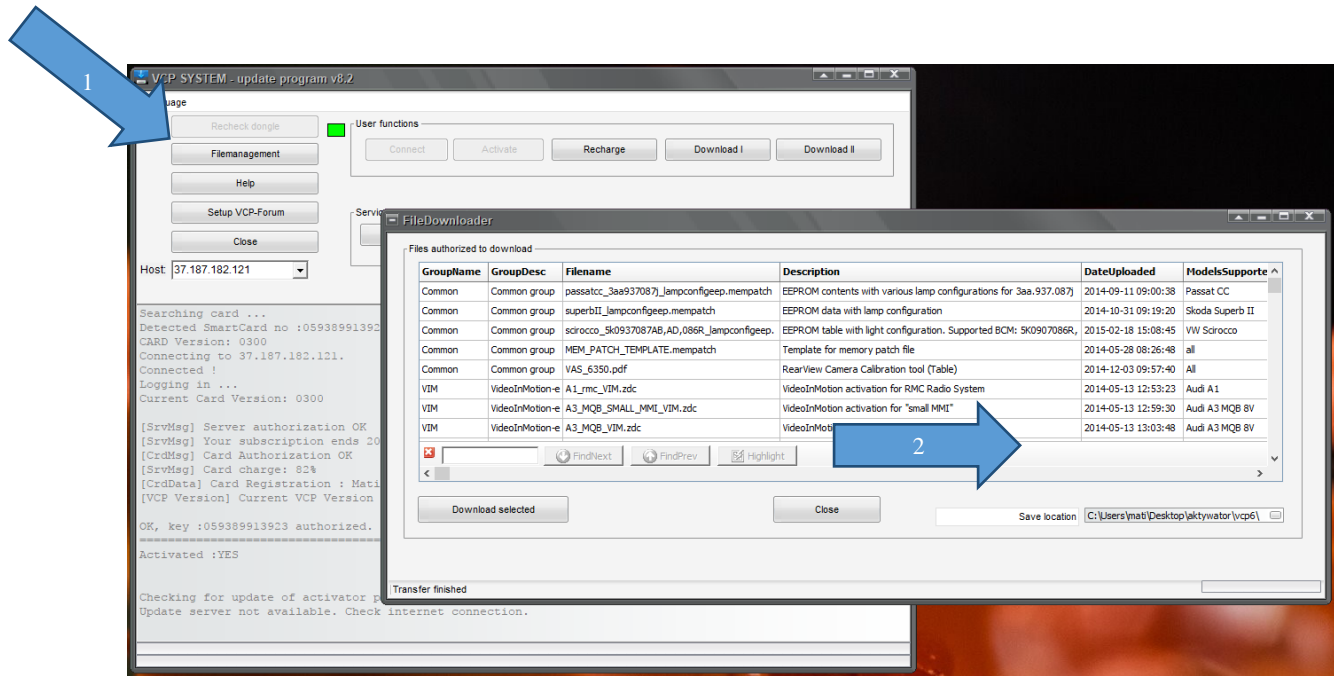 1
VCP SYSTEM - update program v8.2
uage
Recheck dongle
User functions
Connect
Activate
Recharge
Download I
Download II
Filemanagement
Help
Setup VCP-Forum
Servic
Close
Host: 37.187.182.121
Searching card ...
Detected SmartCard no :05938991392
CARD Version: 0300
Connecting to 37.187.182.121.
Connected !
Logging in ...
Current Card Version: 0300
[SrvMsg] Server authorization OK
[SrvMsg] Your subscription ends 20
[CrdMsg] Card Authorization OK
[SrvMsg] Card charge: 82%
[CrdData] Card Registration : Mati
[VCP Version] Current VCP Version
OK, key :059389913923 authorized.
Activated :YES
Checking for update of activator p
Update server not available. Check internet connection.
FileDownloader
Files authorized to download
GroupName GroupDesc Filename Description DateUploaded ModelsSupporte
Common Common group passatcc_3aa937087j_lampconfigeep.mempatch EEPROM contents with various lamp configurations for 3aa.937.087j 2014-09-11 09:00:38 Passat CC
Common Common group superbII_lampconfigeep.mempatch EEPROM data with lamp configuration 2014-10-31 09:19:20 Skoda Superb II
Common Common group scirocco_5k0937087AB,AD,086R_lampconfigeep. EEPROM table with light configuration. Supported BCM: 5K0907086R, 2015-02-18 15:08:45 VW Scirocco
Common Common group MEM_PATCH_TEMPLATE.mempatch Template for memory patch file 2014-05-28 08:26:48 all
Common Common group VAS_6350.pdf RearView Camera Calibration tool (Table) 2014-12-03 09:57:40 All
VIM VideoInMotion-e A1_rmc_VIM.zdc VideoInMotion activation for RMC Radio System 2014-05-13 12:53:23 Audi A1
VIM VideoInMotion-e A3_MQB_SMALL_MMI_VIM.zdc VideoInMotion activation for "small MMI" 2014-05-13 12:59:30 Audi A3 MQB 8V
VIM VideoInMotion-e A3_MQB_VIM.zdc VideoInMoti 2014-05-13 13:03:48 Audi A3 MQB 8V
2
FindNext
FindPrev
Highlight
Download selected
Close
Save location C:\Users\mati\Desktop\aktywator\vcp6\
Transfer finished